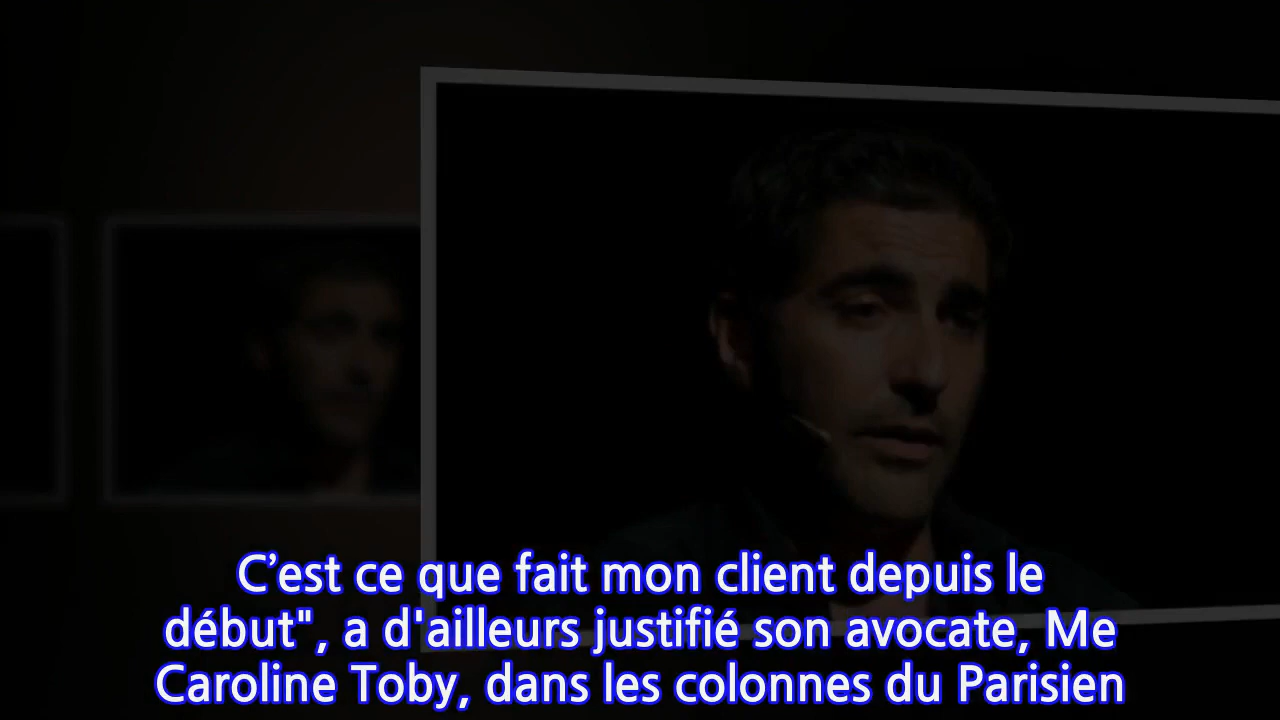 C’est ce que fait mon client depuis le
début", a d'ailleurs justifié son avocate, Me
Caroline Toby, dans les colonnes du Parisien